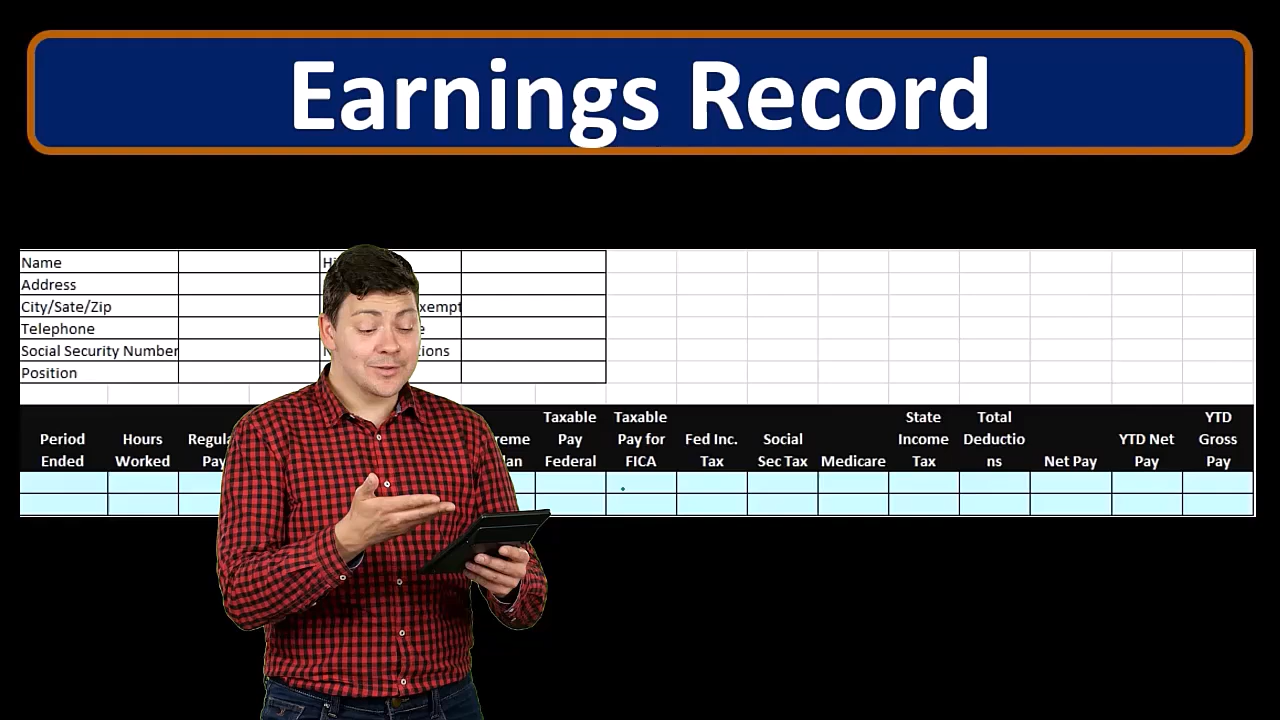 Earnings Record
Name
Address
City/Sate/Zip
Telephone
Social Security Number
Position
Period Ended
Hours Worked
Taxable Pay Federal
Taxable Pay for FICA
Fed Inc. Tax
Social Sec Tax
Medicare
State Income Tax
Total Deductio ns
Net Pay
YTD Net Pay
YTD Gross Pay